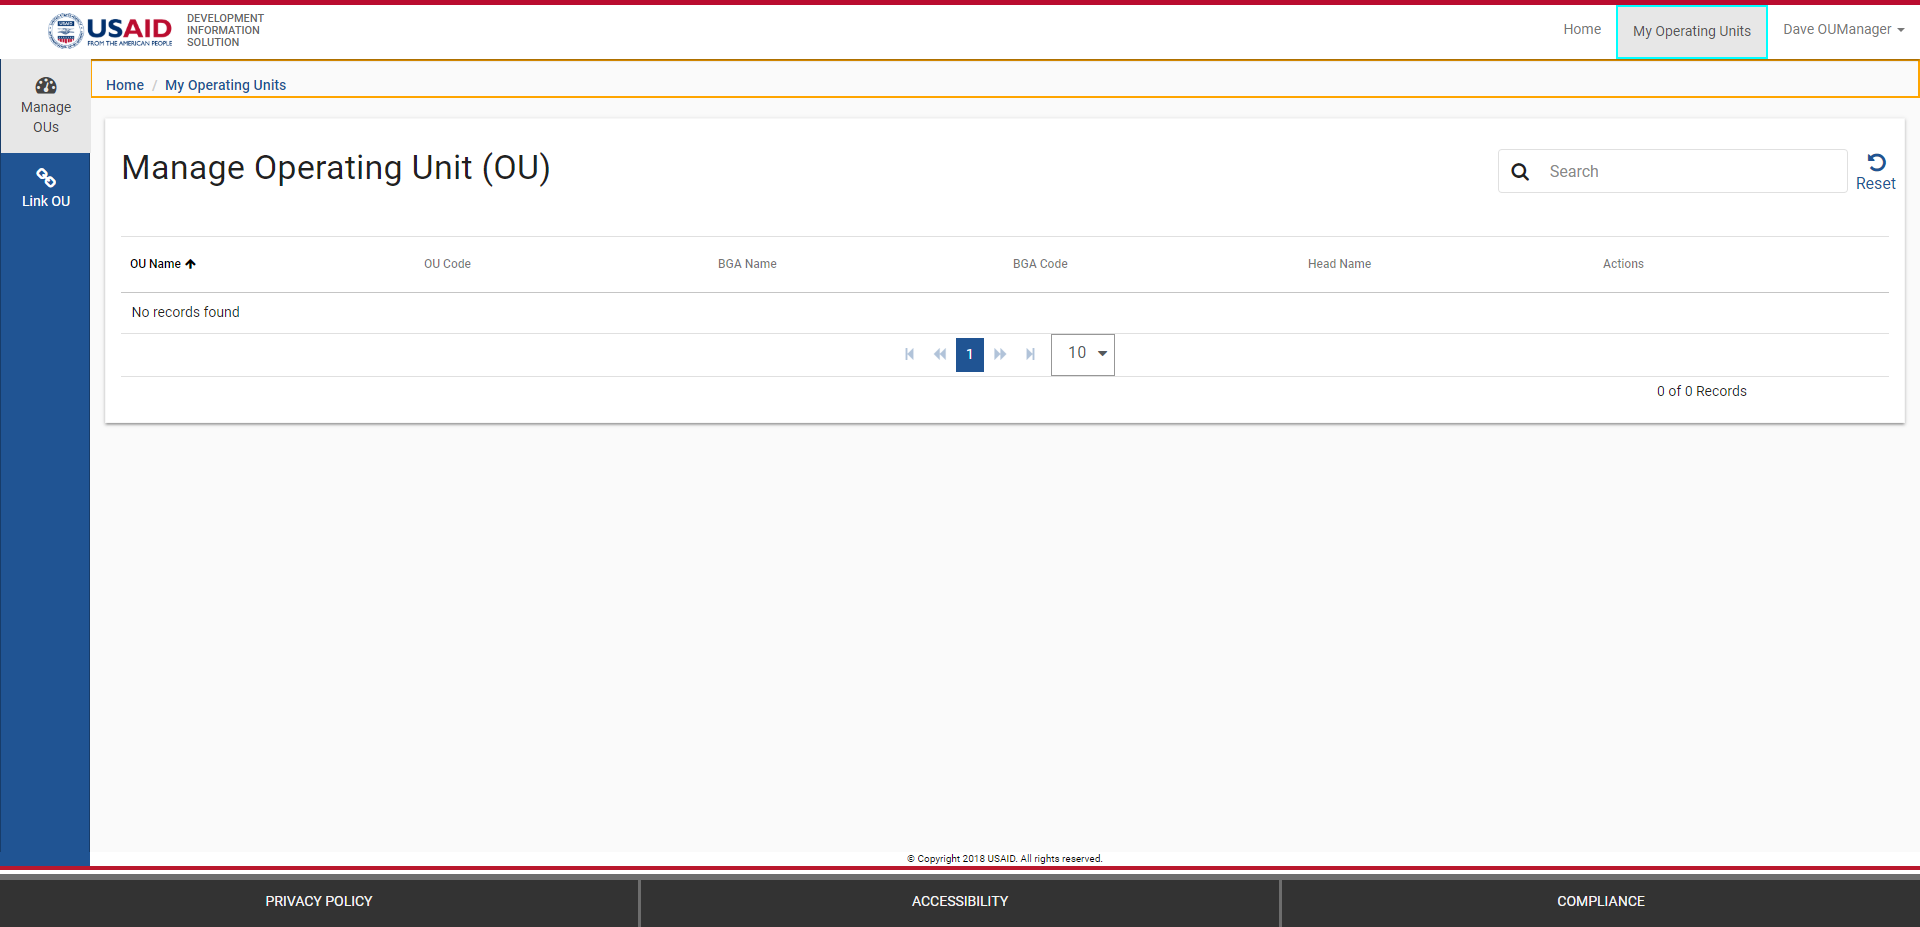 USAID
FROM THE AMERICAN PEOPLE
DEVELOPMENT
INFORMATION
SOLUTION
Home
My Operating Units
Dave OUManager
Manage
OUs
Link OU
Home / My Operating Units
Manage Operating Unit (OU)
Search
Reset
OU Name
OU Code
BGA Name
BGA Code
Head Name
Actions
No records found
1
10
0 of 0 Records
© Copyright 2018 USAID. All rights reserved.
PRIVACY POLICY
ACCESSIBILITY
COMPLIANCE